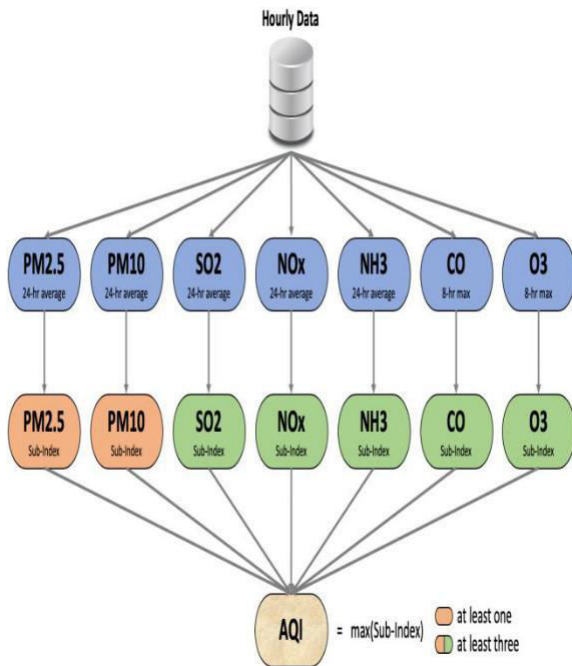 Hourly Data
PM2.5 PM10 SO2 NOx NH3 CO O3
24-hr average 24-hr average 24-hr average 24-hr average 24-hr average 8-hr max 8-hr max
PM2.5 PM10 SO2 NOx NH3 CO O3
Sub-Index Sub-Index Sub-Index Sub-Index Sub-Index Sub-Index Sub-Index
AQI = max(Sub-Index)
at least one
at least three